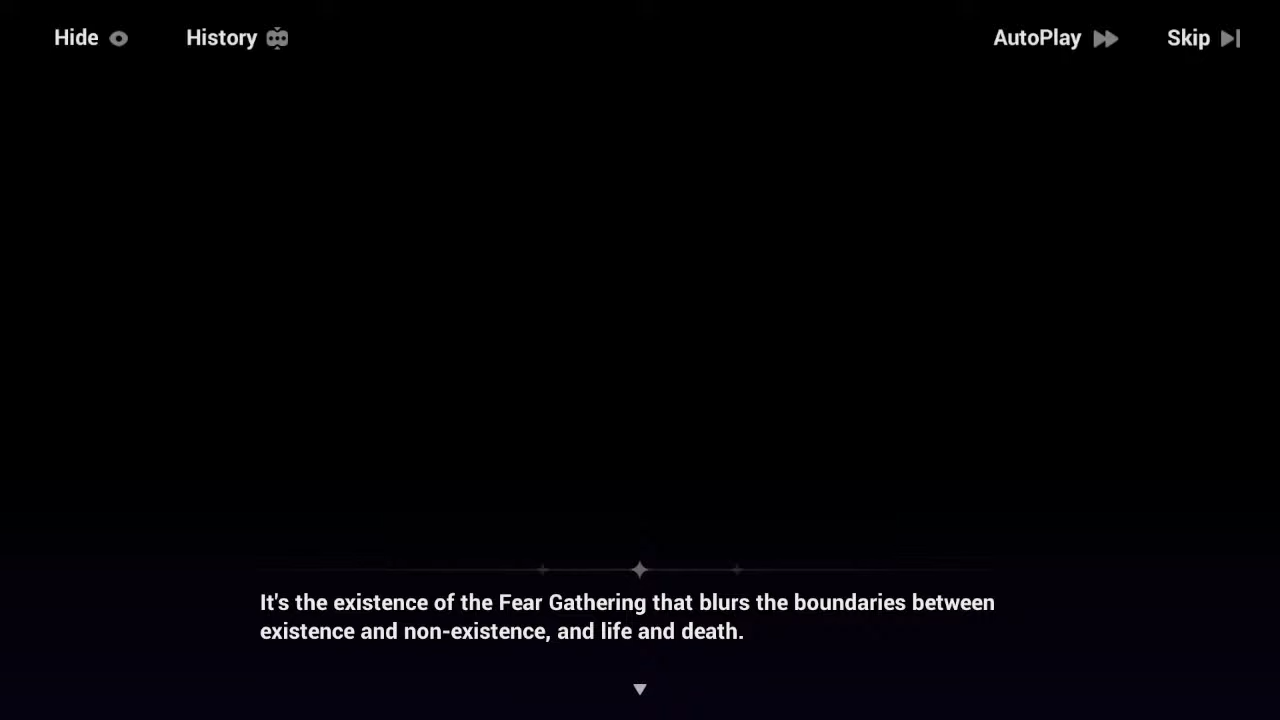 Hide
History
AutoPlay
Skip
It's the existence of the Fear Gathering that blurs the boundaries between
existence and non-existence, and life and death.